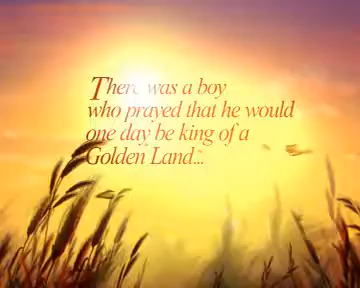 There was a boy
who prayed that he would
one day be king of a
Golden Land...